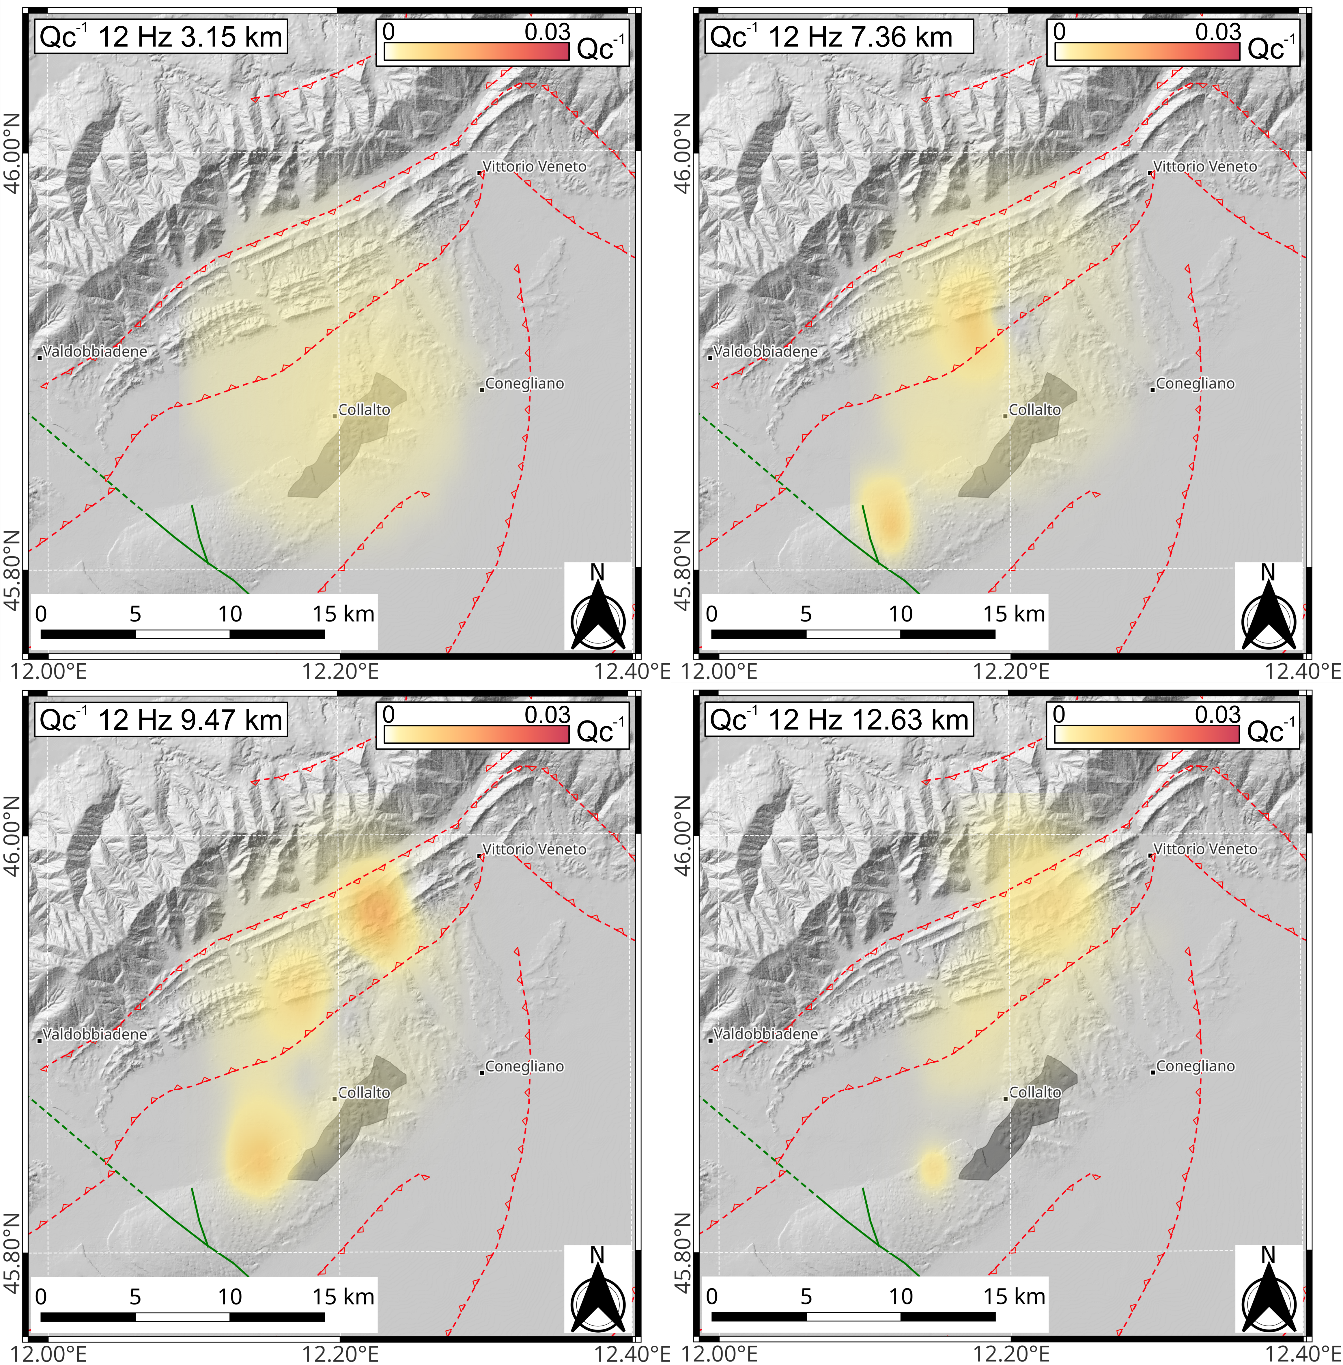 Qc-1 12 Hz 3.15 km
0 0.03
Qc-1
46.00°N
Vittorio Veneto
Valdobbiadene
Conegliano
Collalto
45.80°N
N
0 5 10 15 km
12.00°E 12.20°E 12.40°E
Qc-1 12 Hz 7.36 km
0 0.03
Qc-1
46.00°N
Vittorio Veneto
Valdobbiadene
Conegliano
Collalto
45.80°N
N
0 5 10 15 km
12.00°E 12.20°E 12.40°E
Qc-1 12 Hz 9.47 km
0 0.03
Qc-1
46.00°N
Vittorio Veneto
Valdobbiadene
Conegliano
Collalto
45.80°N
N
0 5 10 15 km
12.00°E 12.20°E 12.40°E
Qc-1 12 Hz 12.63 km
0 0.03
Qc-1
46.00°N
Vittorio Veneto
Valdobbiadene
Conegliano
Collalto
45.80°N
N
0 5 10 15 km
12.00°E 12.20°E 12.40°E